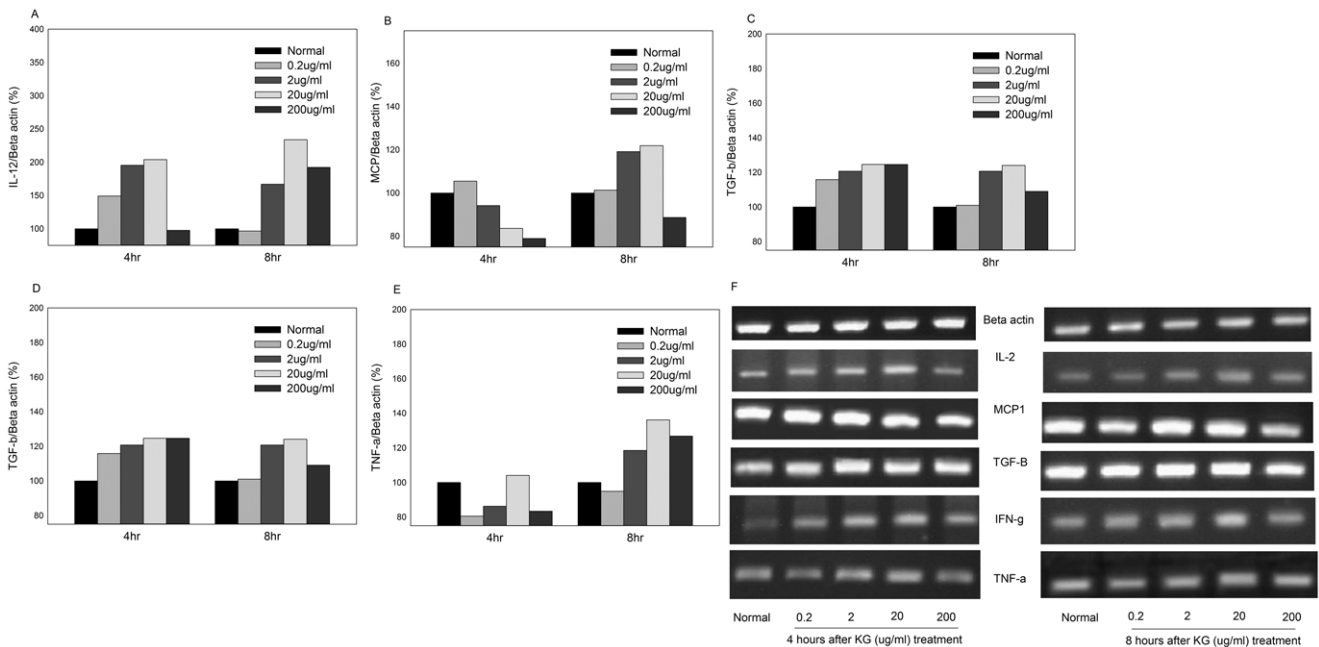 A
IL-12/Beta actin (%)
400
350
300
250
200
150
100
Normal
0.2ug/ml
2ug/ml
20ug/ml
200ug/ml
4hr 8hr
B
MCP/Beta actin (%)
160
140
120
100
80
Normal
0.2ug/ml
2ug/ml
20ug/ml
200ug/ml
4hr 8hr
C
TGF-b/Beta actin (%)
200
180
160
140
120
100
80
Normal
0.2ug/ml
2ug/ml
20ug/ml
200ug/ml
4hr 8hr
D
TGF-b/Beta actin (%)
200
180
160
140
120
100
80
Normal
0.2ug/ml
2ug/ml
20ug/ml
200ug/ml
4hr 8hr
E
TNF-a/Beta actin (%)
200
180
160
140
120
100
80
Normal
0.2ug/ml
2ug/ml
20ug/ml
200ug/ml
4hr 8hr
F
Beta actin
IL-2
MCP1
TGF-B
IFN-g
TNF-a
Normal 0.2 2 20 200
4 hours after KG (ug/ml) treatment
Normal 0.2 2 20 200
8 hours after KG (ug/ml) treatment